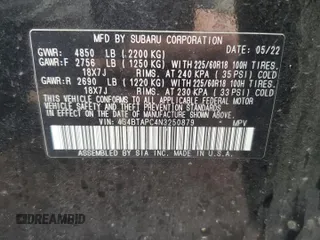 MFD. BY SUBARU CORPORATION 05/22
GVWR: 4850 LB (2200 KG)
GAWR:F 2756 LB (1250 KG) WITH 225/60R18 100H TIRES,
18X7J RIMS, AT 240 KPA (35 PSI) COLD
GAWR:R 2690 LB (1220 KG) WITH 225/60R18 100H TIRES,
18X7J RIMS, AT 230 KPA (33 PSI) COLD
THIS VEHICLE CONFORMS TO ALL APPLICABLE FEDERAL
MOTOR VEHICLE SAFETY, BUMPER, AND THEFT PREVENTION
STANDARDS IN EFFECT ON THE DATE OF MANUFACTURE
SHOWN ABOVE.
VIN: 4S4BTAPC4N3250879 MPV
ASSEMBLED BY SIA INC. MADE IN U.S.A.
DREAMBID